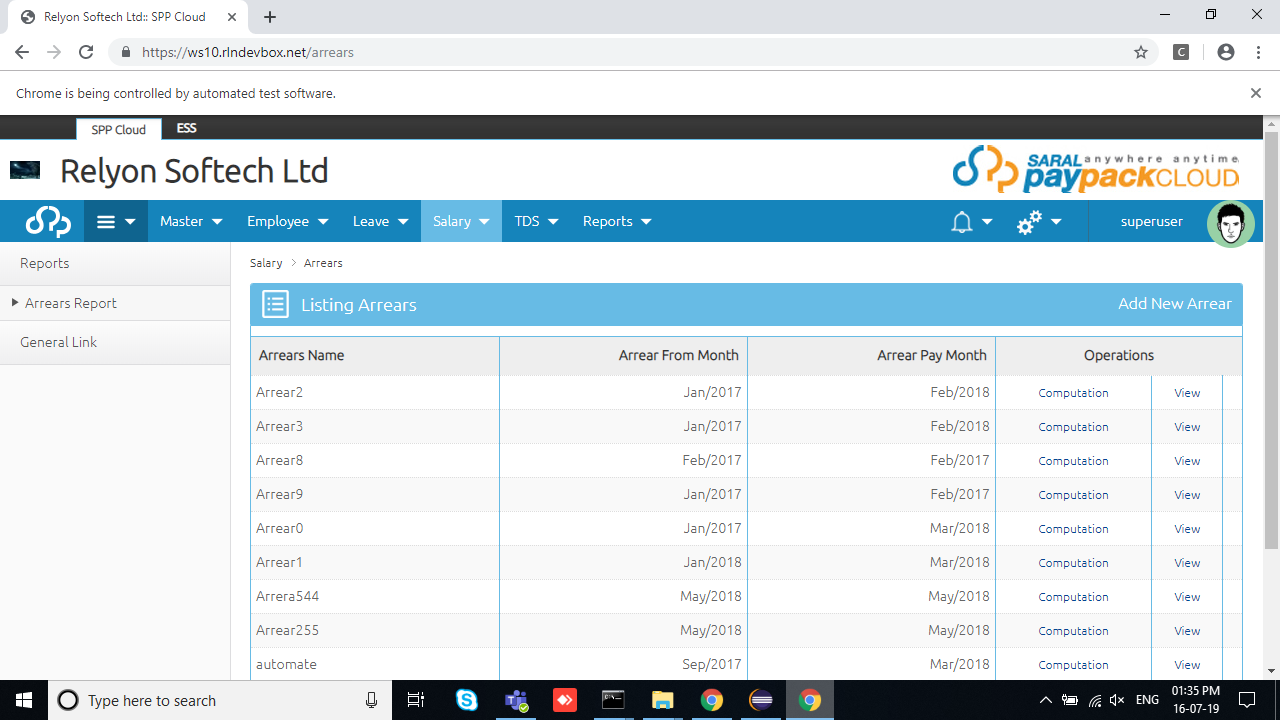 Relyon Softech Ltd:: SPP Cloud
https://ws10.rlndevbox.net/arrears
C
Chrome is being controlled by automated test software.
SPP Cloud ESS
Relyon Softech Ltd
SARAL anywhere anytime
paypackCLOUD
Master Employee Leave Salary TDS Reports superuser
Reports
Arrears Report
General Link
Salary > Arrears
Listing Arrears Add New Arrear
Arrears Name Arrear From Month Arrear Pay Month Operations
Arrear2 Jan/2017 Feb/2018 Computation View
Arrear3 Jan/2017 Feb/2018 Computation View
Arrear8 Feb/2017 Feb/2017 Computation View
Arrear9 Jan/2017 Feb/2017 Computation View
Arrear0 Jan/2017 Mar/2018 Computation View
Arrear1 Jan/2018 Mar/2018 Computation View
Arrera544 May/2018 May/2018 Computation View
Arrear255 May/2018 May/2018 Computation View
automate Sep/2017 Mar/2018 Computation View
Type here to search
ENG
01:35 PM
16-07-19